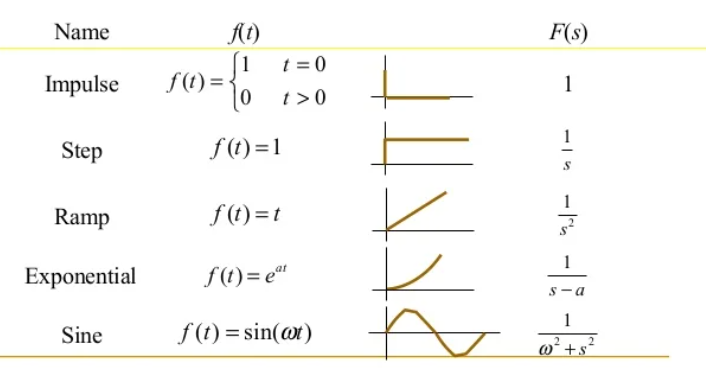 Name f(t) F(s)
Impulse f(t) = { 1 t = 0 1
0 t > 0
Step f(t) = 1 1/s
Ramp f(t) = t 1/s²
Exponential f(t) = e^{at} 1/(s − a)
Sine f(t) = sin(ωt) 1/(ω² + s²)